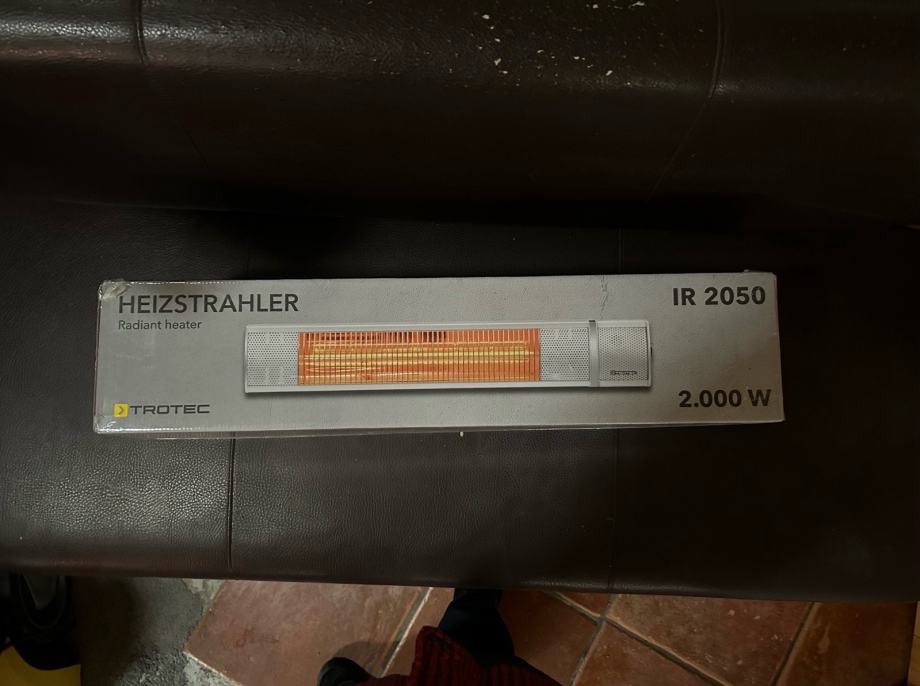 HEIZSTRAHLER
Radiant heater
IR 2050
TROTEC
2.000 W